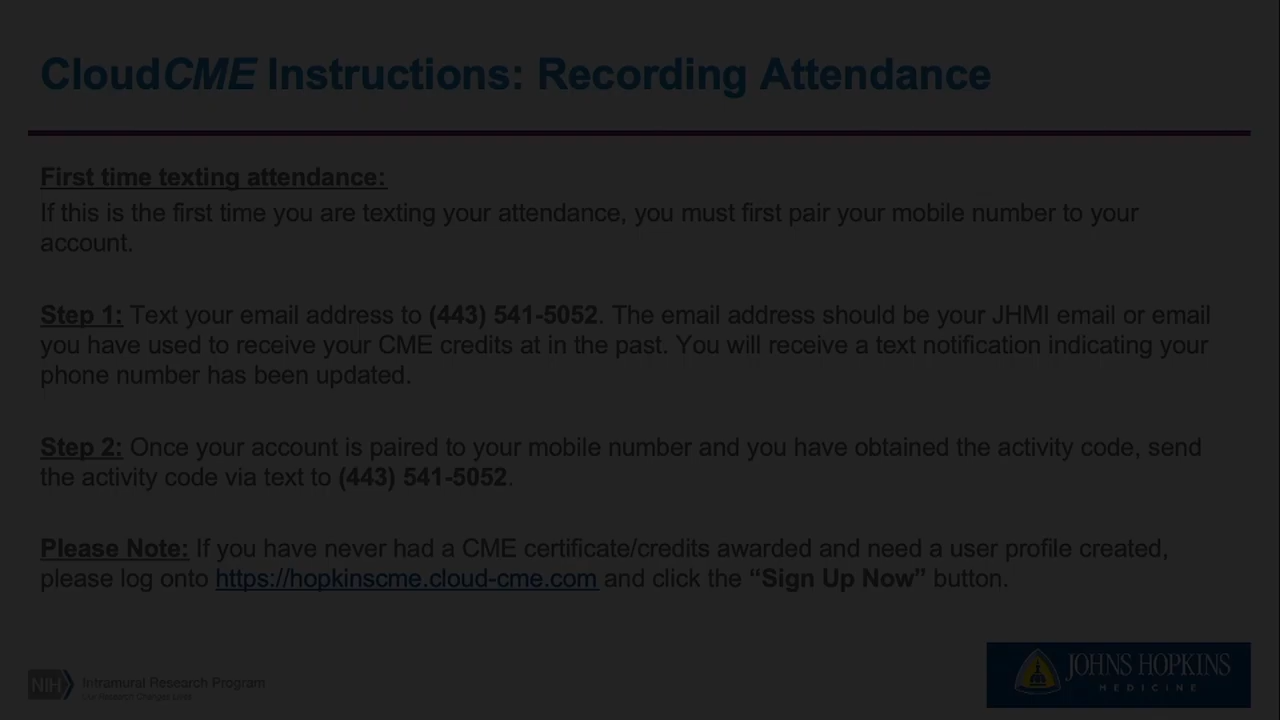 CloudCME Instructions: Recording Attendance
First time texting attendance:
If this is the first time you are texting your attendance, you must first pair your mobile number to your
account.
Step 1: Text your email address to (443) 541-5052. The email address should be your JHMI email or email
you have used to receive your CME credits at in the past. You will receive a text notification indicating your
phone number has been updated.
Step 2: Once your account is paired to your mobile number and you have obtained the activity code, send
the activity code via text to (443) 541-5052.
Please Note: If you have never had a CME certificate/credits awarded and need a user profile created,
please log onto https://hopkinscme.cloud-cme.com and click the “Sign Up Now” button.
NIH Intramural Research Program
Our Research Changes Lives
JOHNS HOPKINS
MEDICINE